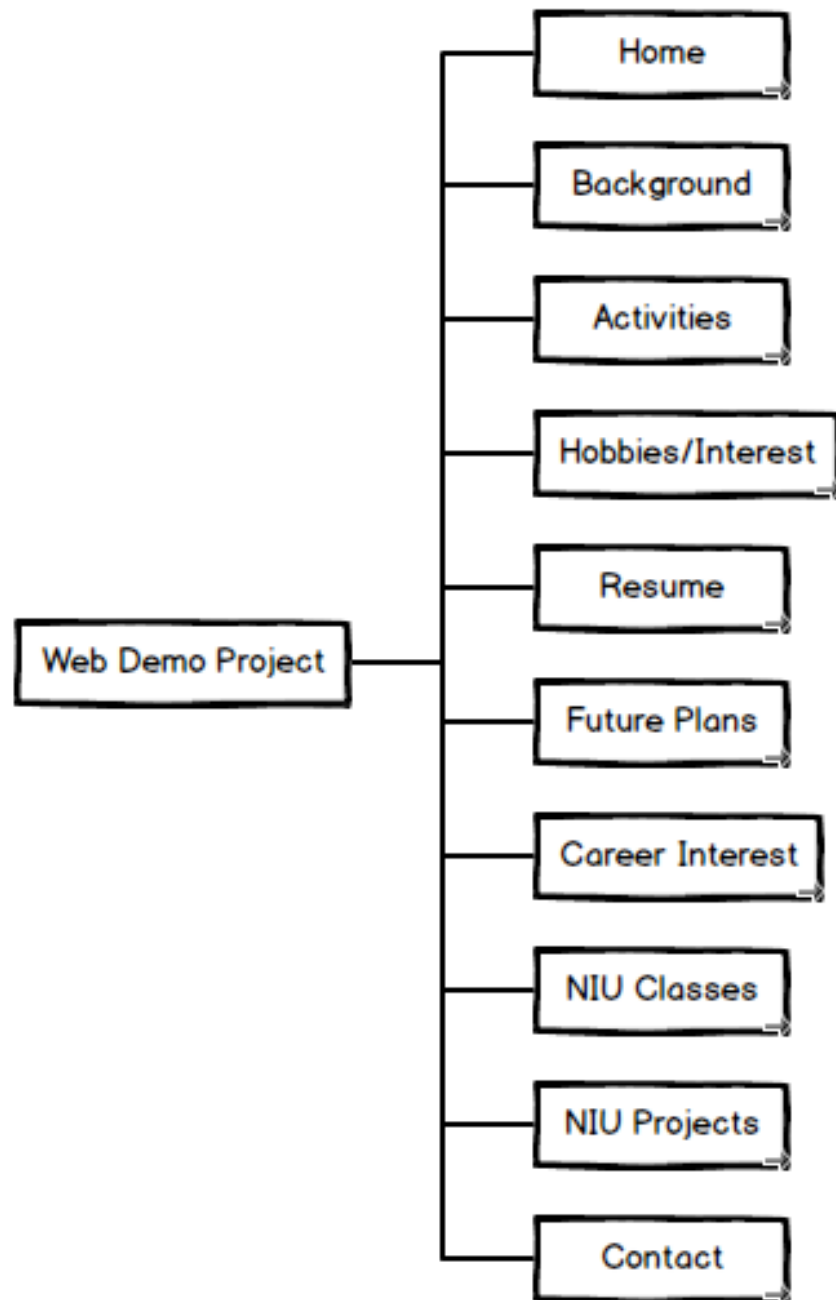 Home
Background
Activities
Hobbies/Interest
Resume
Web Demo Project
Future Plans
Career Interest
NIU Classes
NIU Projects
Contact